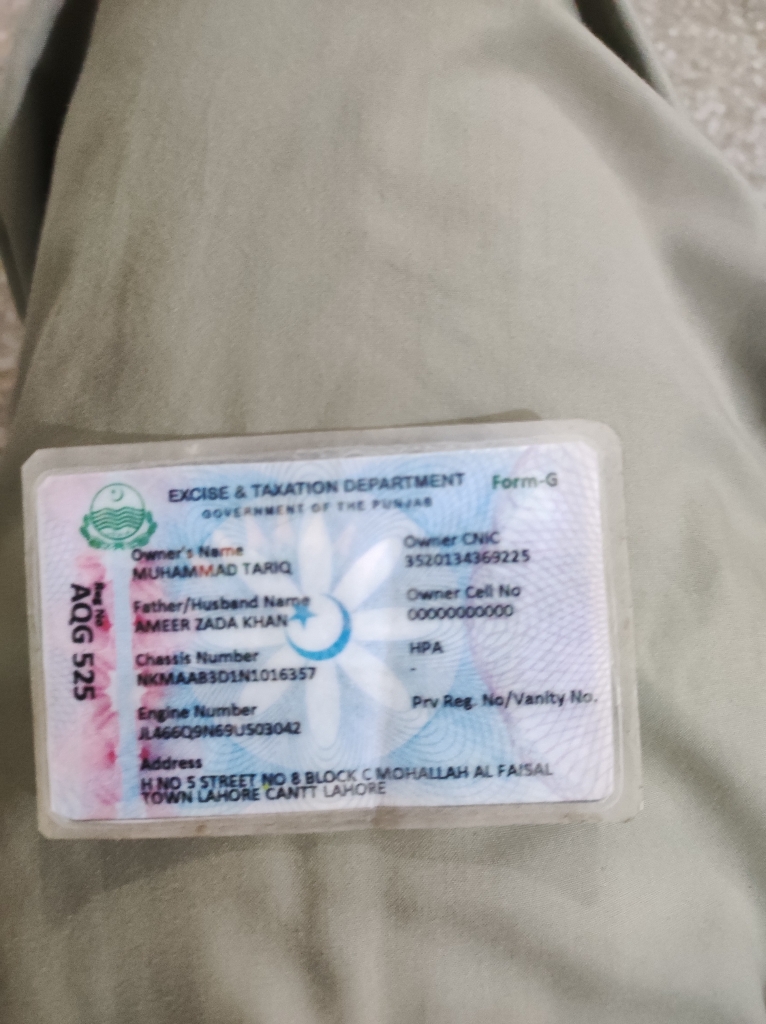 EXCISE & TAXATION DEPARTMENT
Form-G
GOVERNMENT OF THE PUNJAB
Reg No
AQG 525
Owner's Name
MUHAMMAD TARIQ
Father/Husband Name
AMEER ZADA KHAN
Chassis Number
NKMAAB3D1N1016357
Engine Number
JL466Q9N69US03042
Address
H NO 5 STREET NO 8 BLOCK C MOHALLAH AL FAISAL
TOWN LAHORE CANTT LAHORE
Owner CNIC
3520134369225
Owner Cell No
00000000000
HPA
-
Prv Reg. No/Vanity No.